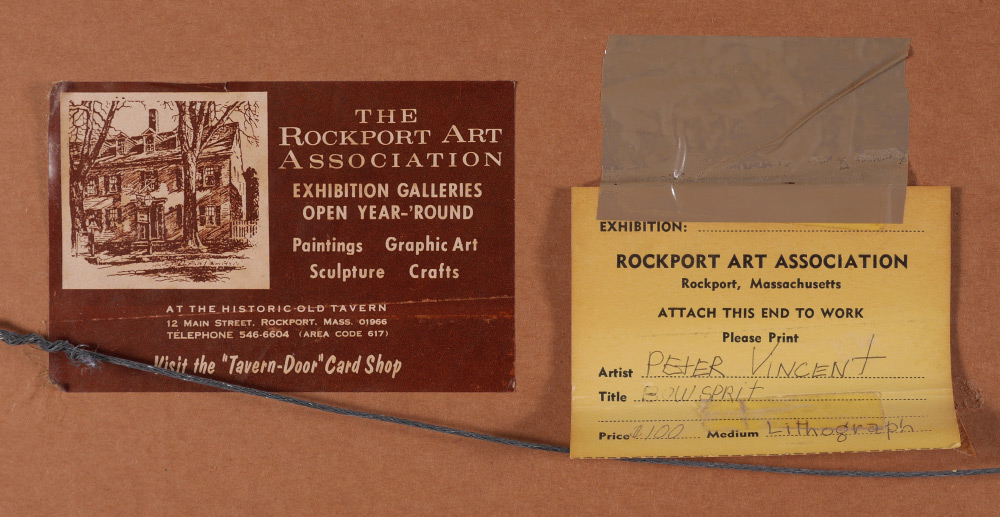 THE
ROCKPORT ART
ASSOCIATION
EXHIBITION GALLERIES
OPEN YEAR-'ROUND
Paintings Graphic Art
Sculpture Crafts
AT THE HISTORIC OLD TAVERN
12 MAIN STREET, ROCKPORT, MASS. 01966
TELEPHONE 546-6604 (AREA CODE 617)
Visit the "Tavern-Door" Card Shop
EXHIBITION:
ROCKPORT ART ASSOCIATION
Rockport, Massachusetts
ATTACH THIS END TO WORK
Please Print
Artist PETER VINCENT
Title BOWSPRIT
Price $100 Medium Lithograph